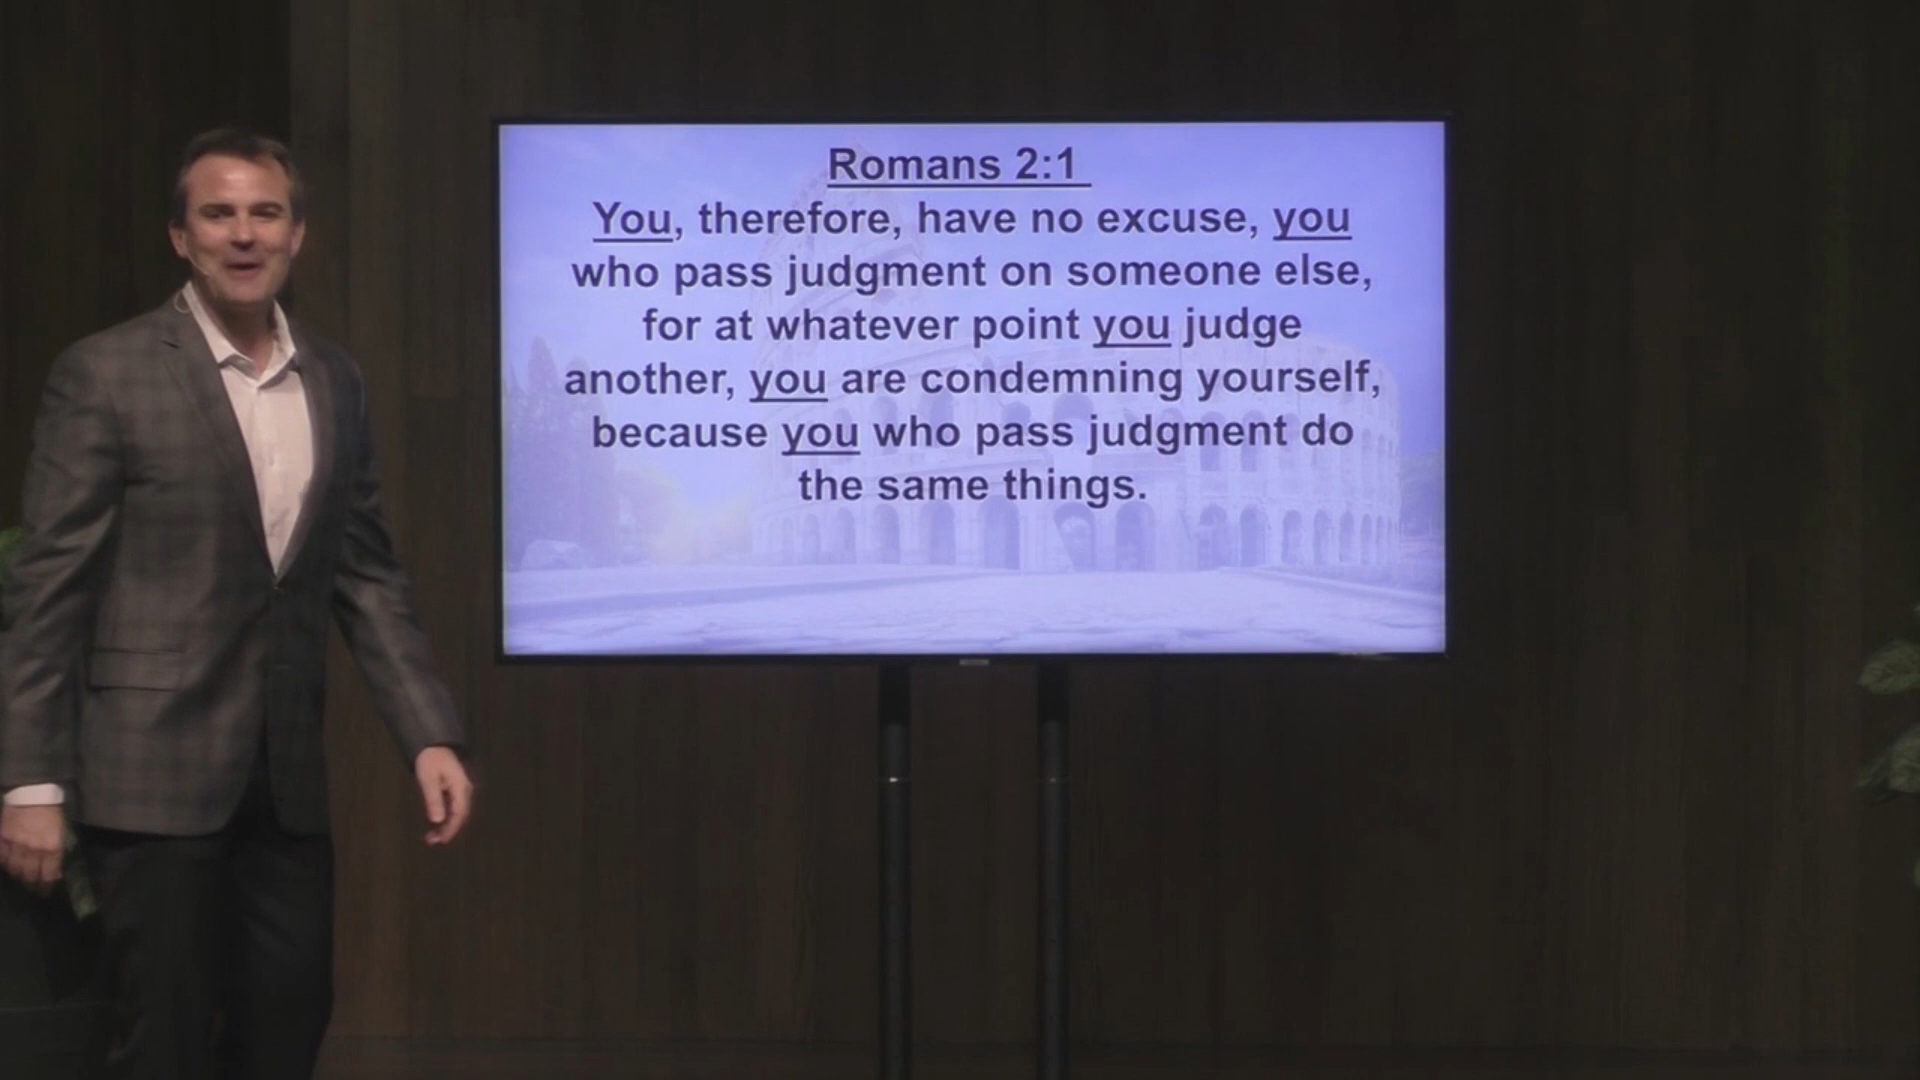 Romans 2:1
You, therefore, have no excuse, you
who pass judgment on someone else,
for at whatever point you judge
another, you are condemning yourself,
because you who pass judgment do
the same things.